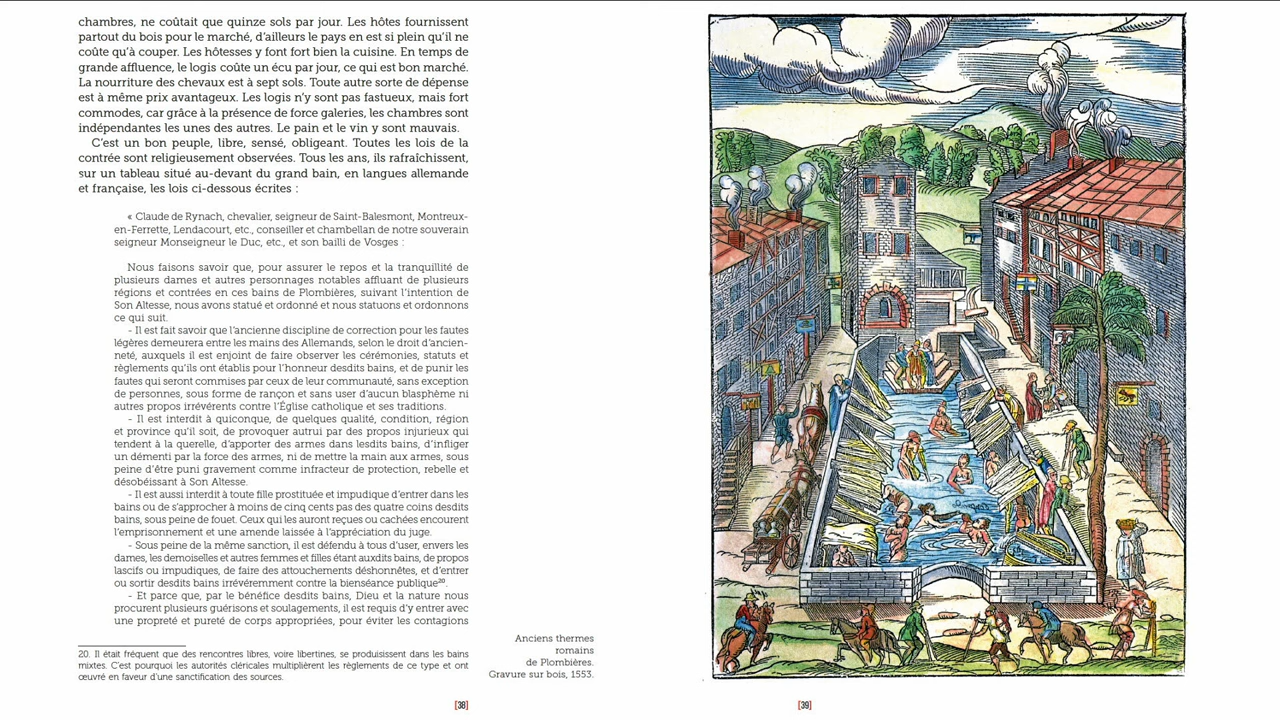 chambres, ne coûtait que quinze sols par jour. Les hôtes fournissent
partout du bois pour le marché, d’ailleurs le pays en est si plein qu’il ne
coûte qu’à couper. Les hôtesses y font fort bien la cuisine. En temps de
grande affluence, le logis coûte un écu par jour, ce qui est bon marché.
La nourriture des chevaux est à sept sols. Toute autre sorte de dépense
est à même prix avantageux. Les logis n’y sont pas fastueux, mais fort
commodes, car grâce à la présence de force galeries, les chambres sont
indépendantes les unes des autres. Le pain et le vin y sont mauvais.
C’est un bon peuple, libre, sensé, obligeant. Toutes les lois de la
contrée sont religieusement observées. Tous les ans, ils rafraîchissent,
sur un tableau situé au-devant du grand bain, en langues allemande
et française, les lois ci-dessous écrites :
« Claude de Rynach, chevalier, seigneur de Saint-Balesmont, Montreux-
en-Ferrette, Lendacourt, etc., conseiller et chambellan de notre souverain
seigneur Monseigneur le Duc, etc., et son bailli de Vosges :
Nous faisons savoir que, pour assurer le repos et la tranquillité de
plusieurs dames et autres personnages notables affluant de plusieurs
régions et contrées en ces bains de Plombières, suivant l’intention de
Son Altesse, nous avons statué et ordonné et nous statuons et ordonnons
ce qui suit.
- Il est fait savoir que l’ancienne discipline de correction pour les fautes
légères demeurera entre les mains des Allemands, selon le droit d’ancien-
neté, auxquels il est enjoint de faire observer les cérémonies, statuts et
règlements qu’ils ont établis pour l’honneur desdits bains, et de punir les
fautes qui seront commises par ceux de leur communauté, sans exception
de personnes, sous forme de rançon et sans user d’aucun blasphème ni
autres propos irrévérents contre l’Église catholique et ses traditions.
- Il est interdit à quiconque, de quelques qualité, condition, région
et province qu’il soit, de provoquer autrui par des propos injurieux qui
tendent à la querelle, d’apporter des armes dans lesdits bains, d’infliger
un démenti par la force des armes, ni de mettre la main aux armes, sous
peine d’être puni gravement comme infracteur de protection, rebelle et
désobéissant à Son Altesse.
- Il est aussi interdit à toute fille prostituée et impudique d’entrer dans les
bains ou de s’approcher à moins de cinq cents pas des quatre coins desdits
bains, sous peine de fouet. Ceux qui les auront reçues ou cachées encourent
l’emprisonnement et une amende laissée à l’appréciation du juge.
- Sous peine de la même sanction, il est défendu à tous d’user, envers les
dames, les demoiselles et autres femmes et filles étant auxdits bains, de propos
lascifs ou impudiques, de faire des attouchements déshonnêtes, et d’entrer
ou sortir desdits bains irrévéremment contre la bienséance publique²⁰.
- Et parce que, par le bénéfice desdits bains, Dieu et la nature nous
procurent plusieurs guérisons et soulagements, il est requis d’y entrer avec
une propreté et pureté de corps appropriées, pour éviter les contagions
20. Il était fréquent que des rencontres libres, voire libertines, se produisissent dans les bains
mixtes. C’est pourquoi les autorités cléricales multiplièrent les règlements de ce type et ont
œuvré en faveur d’une sanctification des sources.
[38]
Anciens thermes
romains
de Plombières.
Gravure sur bois, 1553.
[39]